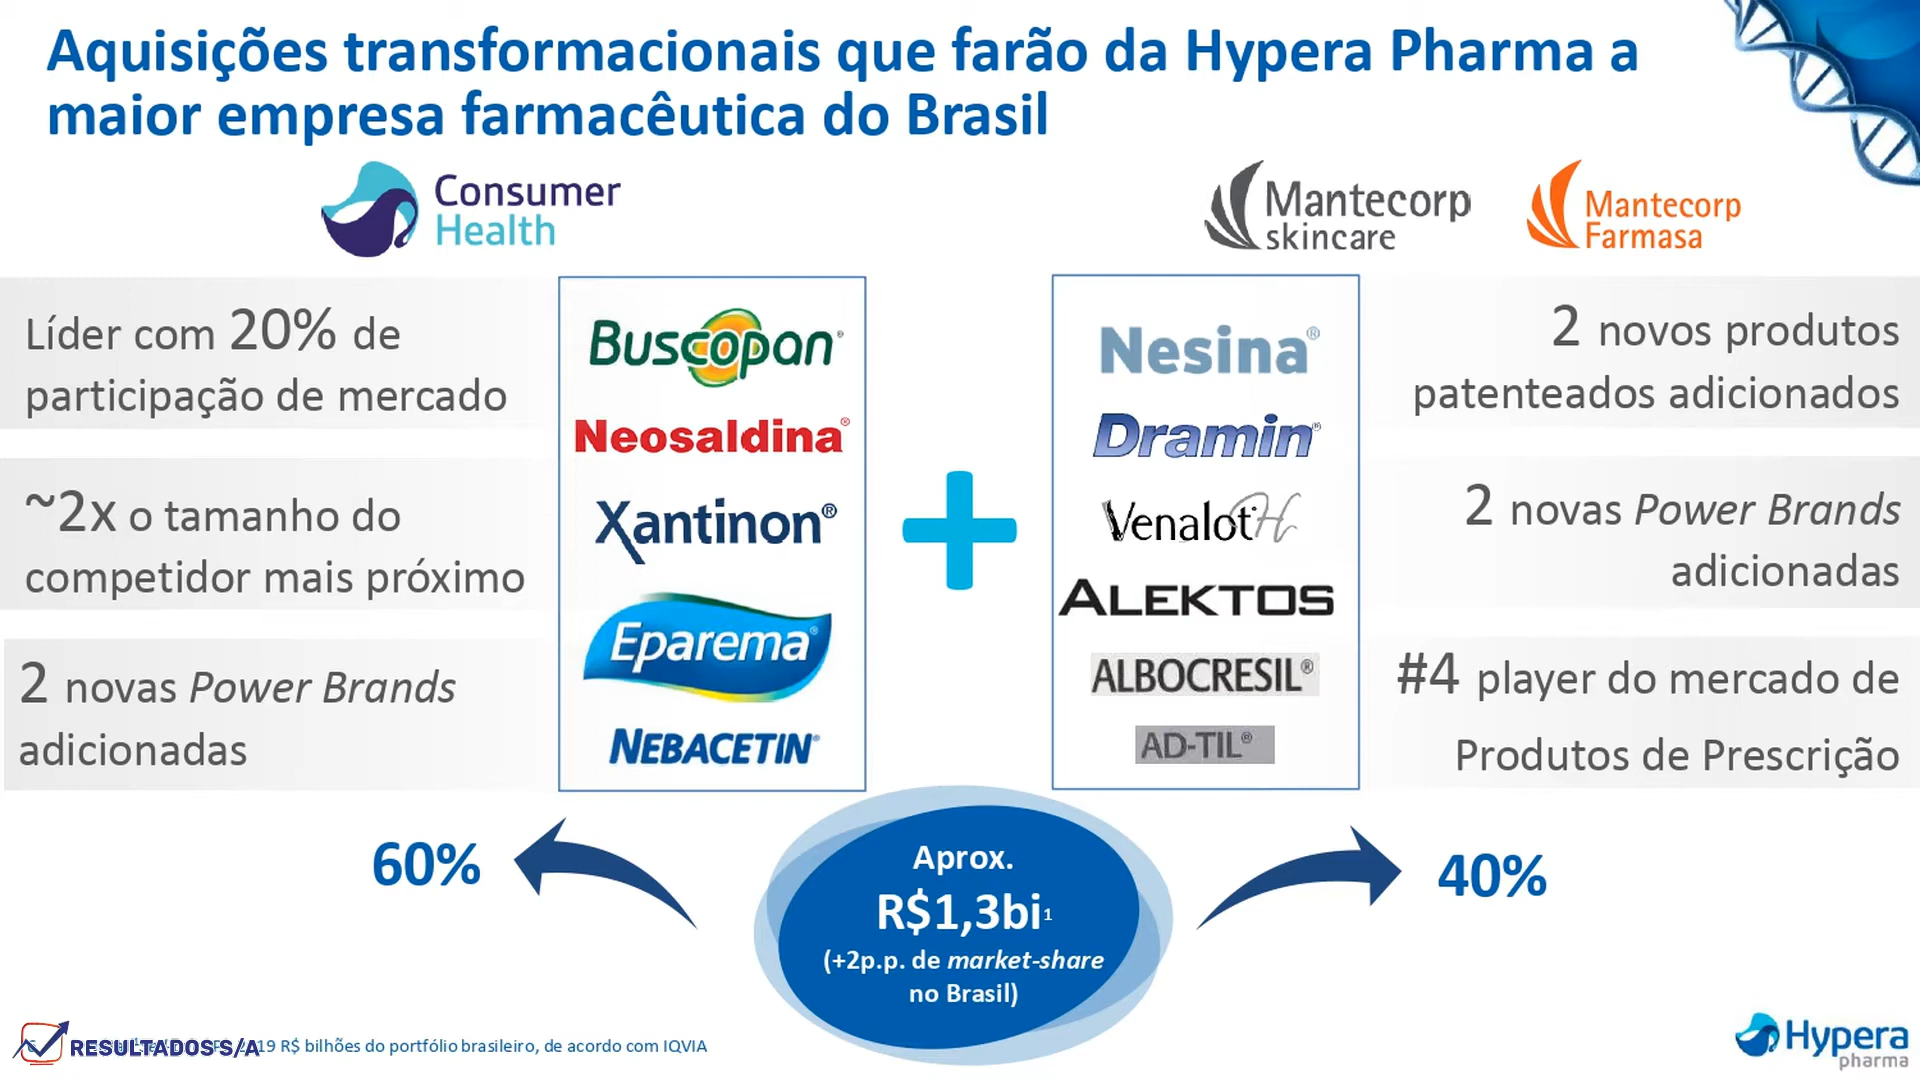 Aquisições transformacionais que farão da Hypera Pharma a
maior empresa farmacêutica do Brasil
Consumer
Health
Mantecorp
skincare
Mantecorp
Farmasa
Líder com 20% de
participação de mercado
~2x o tamanho do
competidor mais próximo
2 novas Power Brands
adicionadas
Buscopan®
Neosaldina®
Xantinon®
Eparema®
NEBACETIN®
Nesina®
Dramin®
Venalot H
ALEKTOS
ALBOCRESIL®
AD-TIL®
2 novos produtos
patenteados adicionados
2 novas Power Brands
adicionadas
#4 player do mercado de
Produtos de Prescrição
60%
Aprox.
R$1,3bi¹
(+2p.p. de market-share
no Brasil)
40%
RESULTADOS S/A
19 R$ bilhões do portfólio brasileiro, de acordo com IQVIA
Hypera
pharma